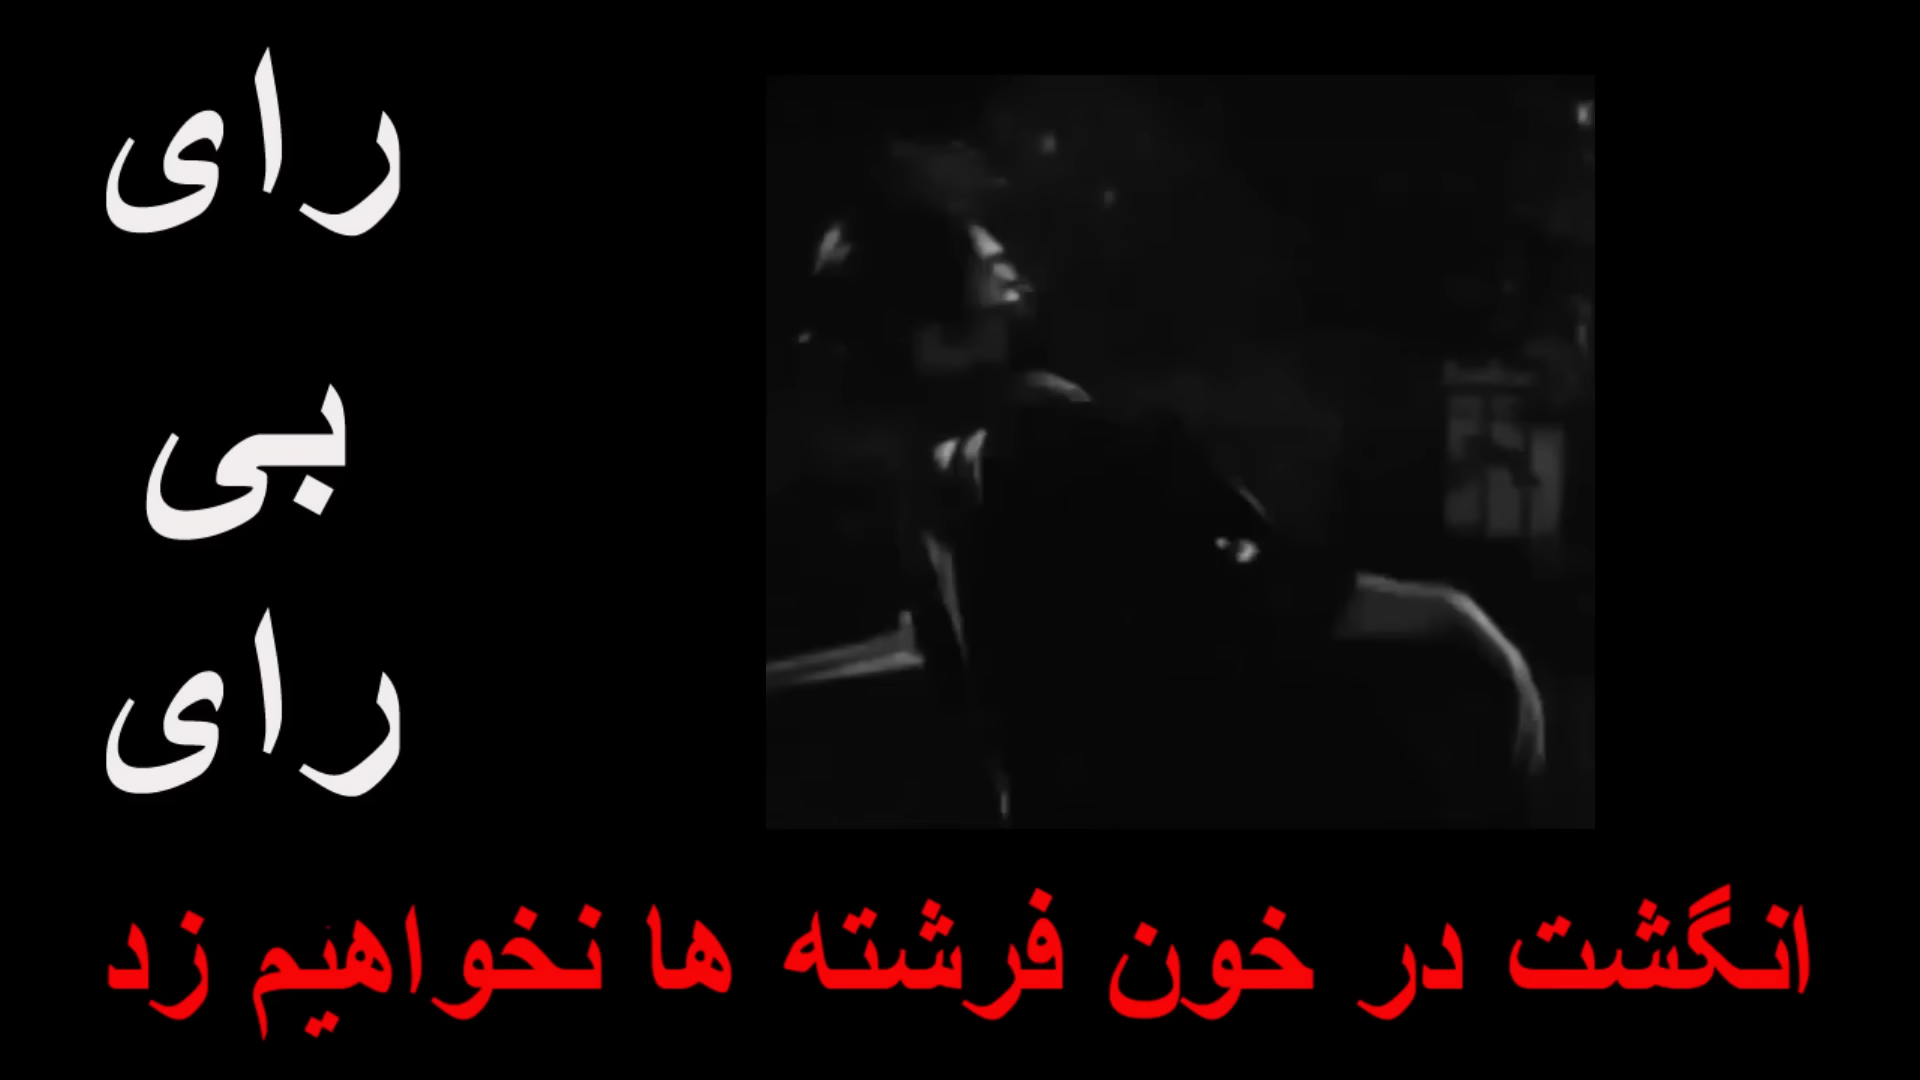 رای
بی
رای
انگشت در خون فرشته ها نخواهیم زد